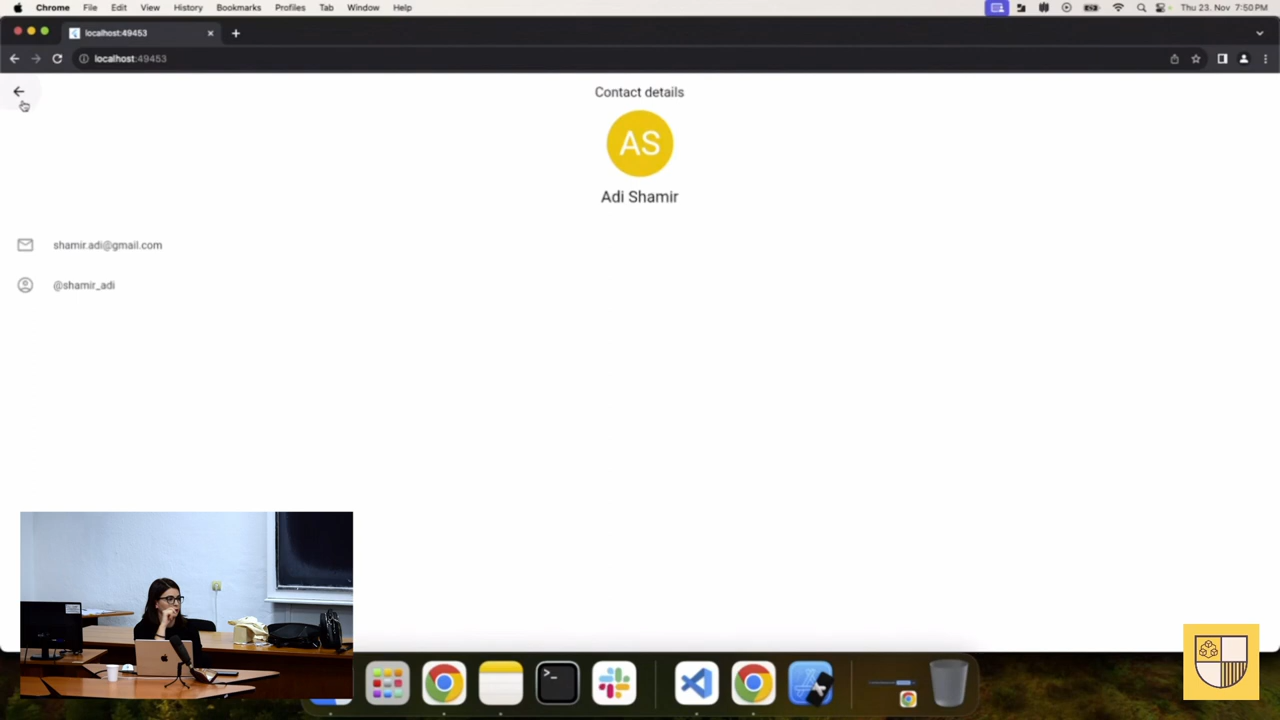 Chrome File Edit View History Bookmarks Profiles Tab Window Help Thu 23. Nov 7:50 PM
localhost:49453
localhost:49453
Contact details
AS
Adi Shamir
shamir.adi@gmail.com
@shamir_adi